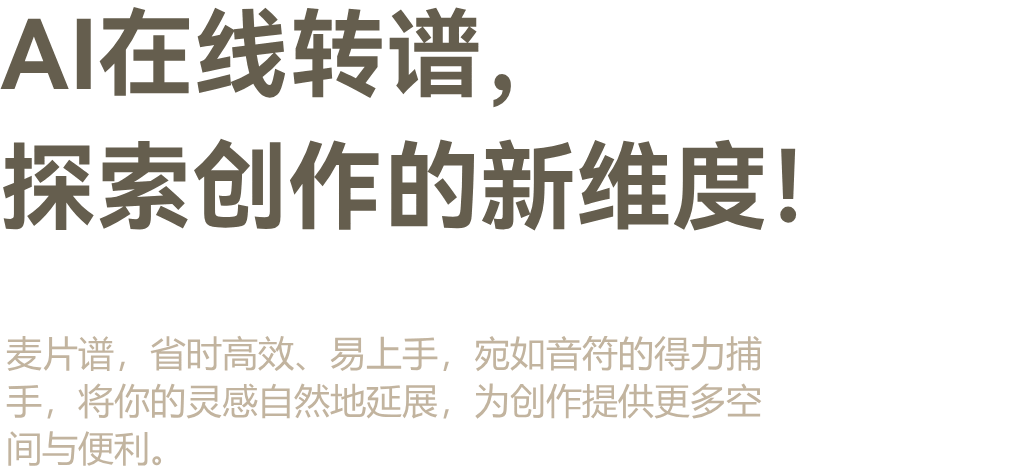 AI在线转谱，
探索创作的新维度！
麦片谱，省时高效、易上手，宛如音符的得力捕
手，将你的灵感自然地延展，为创作提供更多空
间与便利。